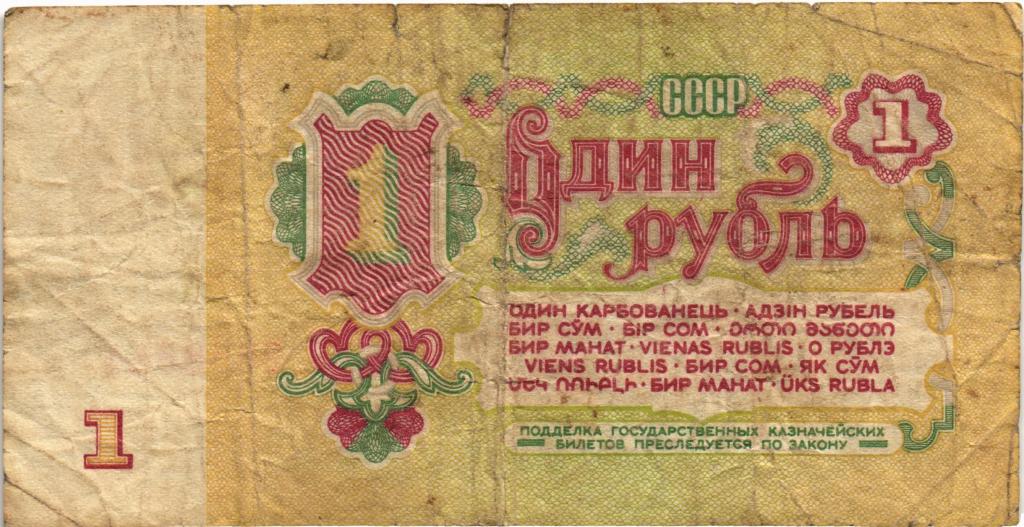 СССР
1
1
Один
рубль
ОДИН КАРБОВАНЕЦЬ · АДЗІН РУБЕЛЬ
БИР СЎМ · БІР СОМ · ᲔᲠᲗᲘ ᲛᲐᲜᲔᲗᲘ
БИР МАНАТ · VIENAS RUBLIS · О РУБЛЭ
VIENS RUBLIS · БИР СОМ · ЯК СЎМ
ՄԵԿ ՌՈՒԲԼԻ · БИР МАНАТ · ÜKS RUBLA
ПОДДЕЛКА ГОСУДАРСТВЕННЫХ КАЗНАЧЕЙСКИХ
БИЛЕТОВ ПРЕСЛЕДУЕТСЯ ПО ЗАКОНУ
1